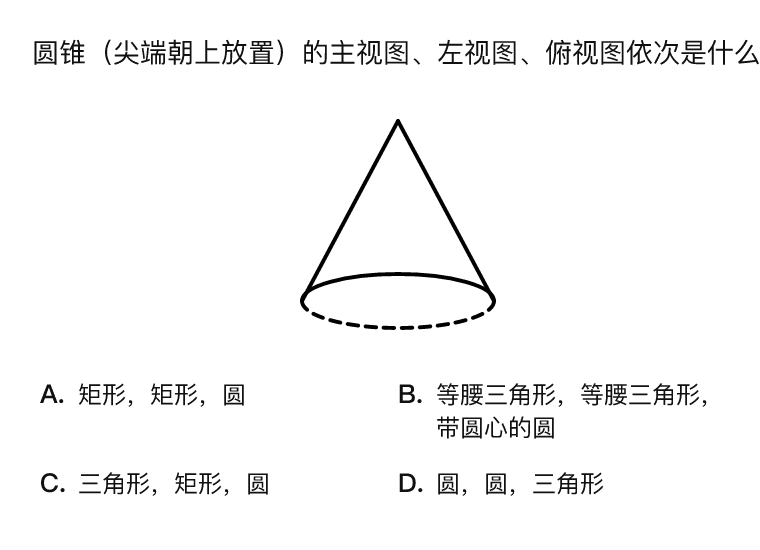 圆锥（尖端朝上放置）的主视图、左视图、俯视图依次是什么
A. 矩形，矩形，圆
B. 等腰三角形，等腰三角形，
带圆心的圆
C. 三角形，矩形，圆
D. 圆，圆，三角形